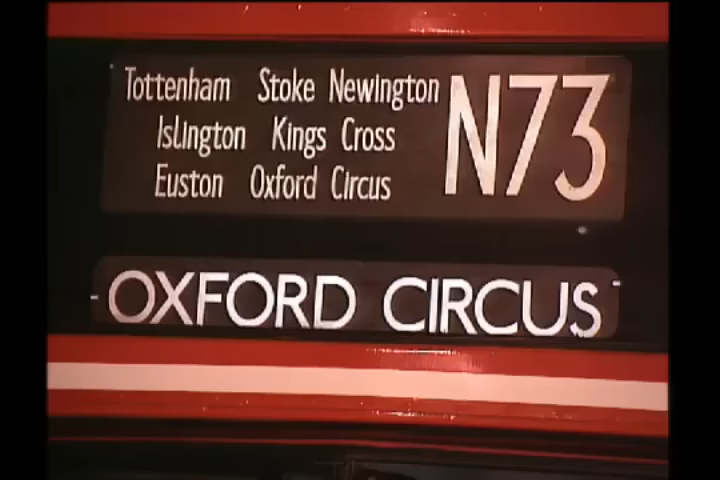 Tottenham Stoke Newington
Islington Kings Cross
Euston Oxford Circus
N73
OXFORD CIRCUS